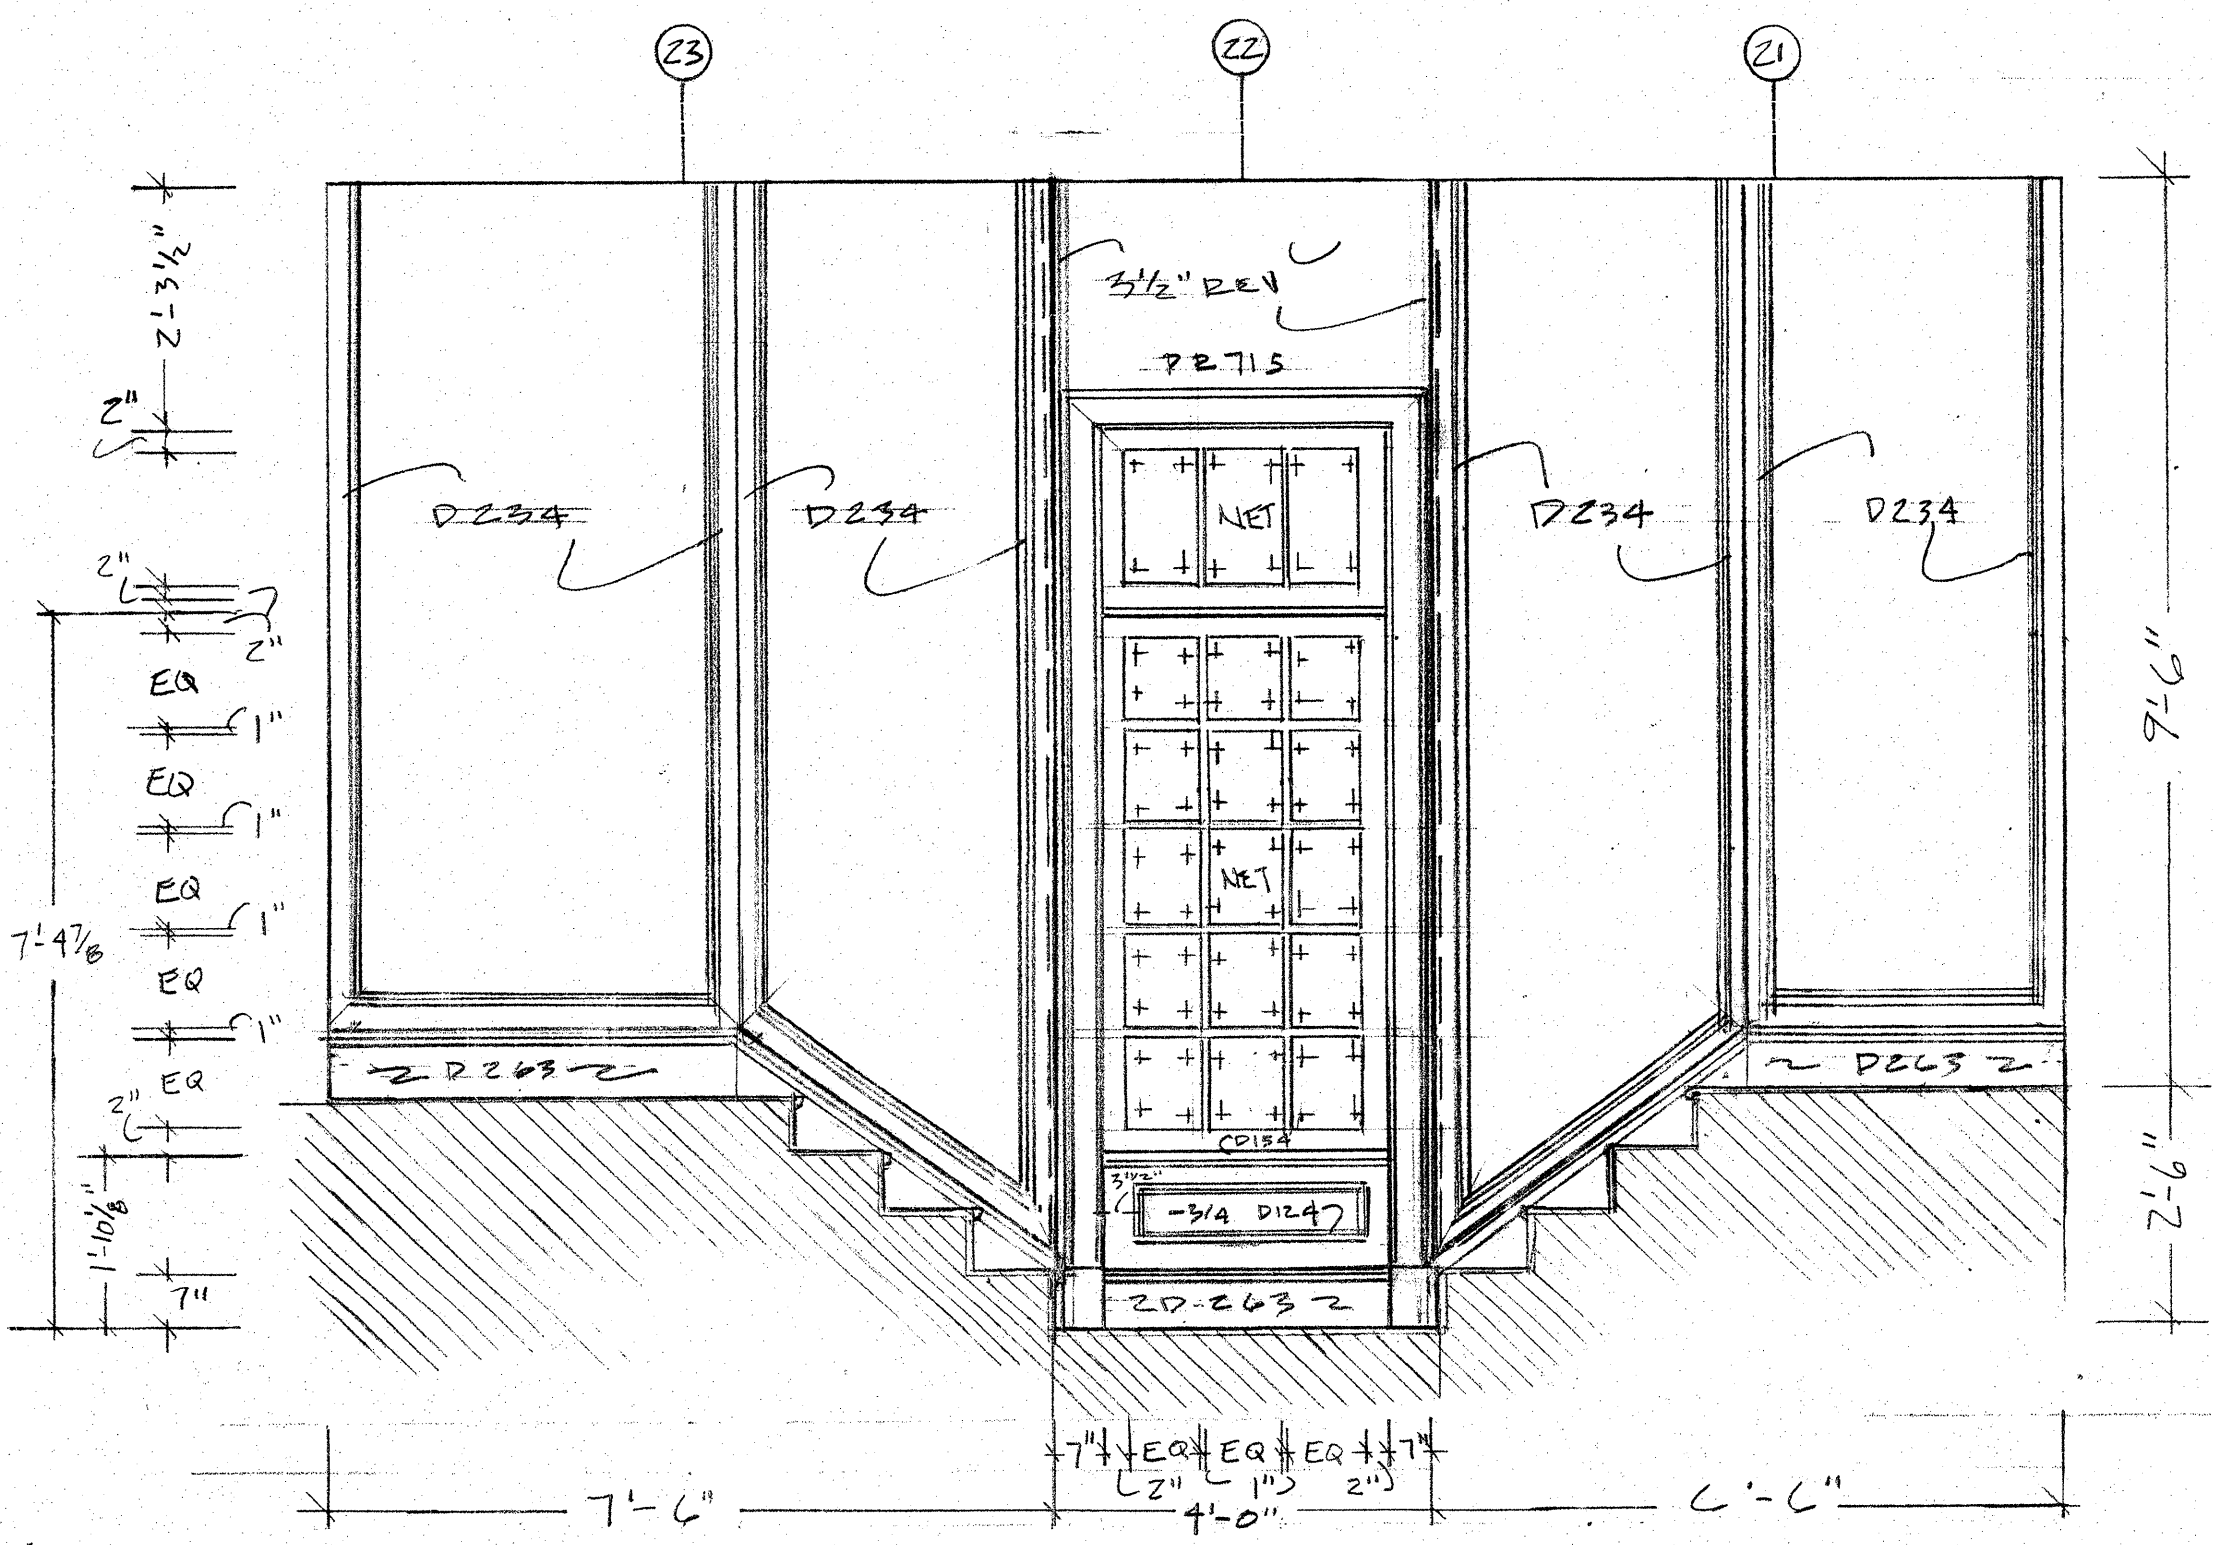 23
22
21
2'-3½"
3½" REV
DR715
2"
D234
D234
NET
D234
D234
2"
2"
EQ
9'-6"
1"
EQ
1"
EQ
NET
1"
7'-4⅞
EQ
1"
D263
D263
EQ
2"
CD154
3½"
-3/4 D1247
1'-10⅛"
2'-6"
7"
D-263
7" EQ EQ EQ 7"
2" 1" 2"
7'-6"
4'-0"
6'-6"